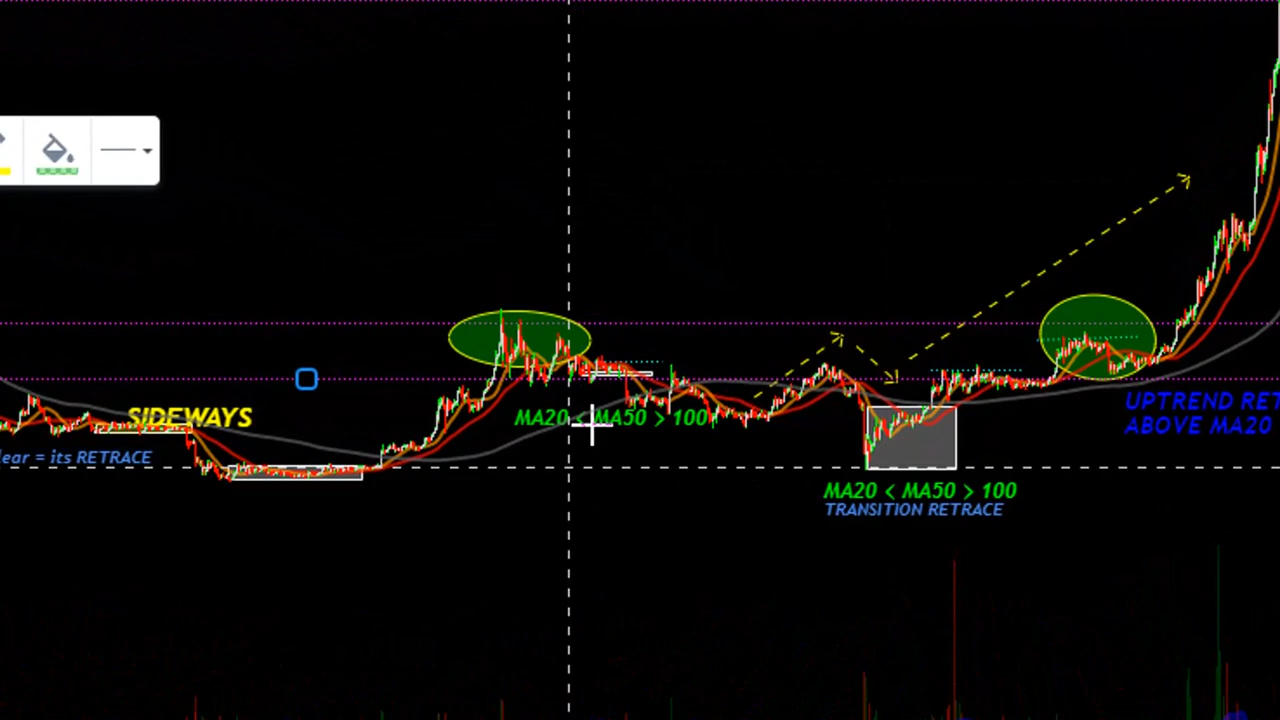 SIDEWAYS
lear = its RETRACE
MA20 < MA50 > 100
MA20 < MA50 > 100
TRANSITION RETRACE
UPTREND RET
ABOVE MA20